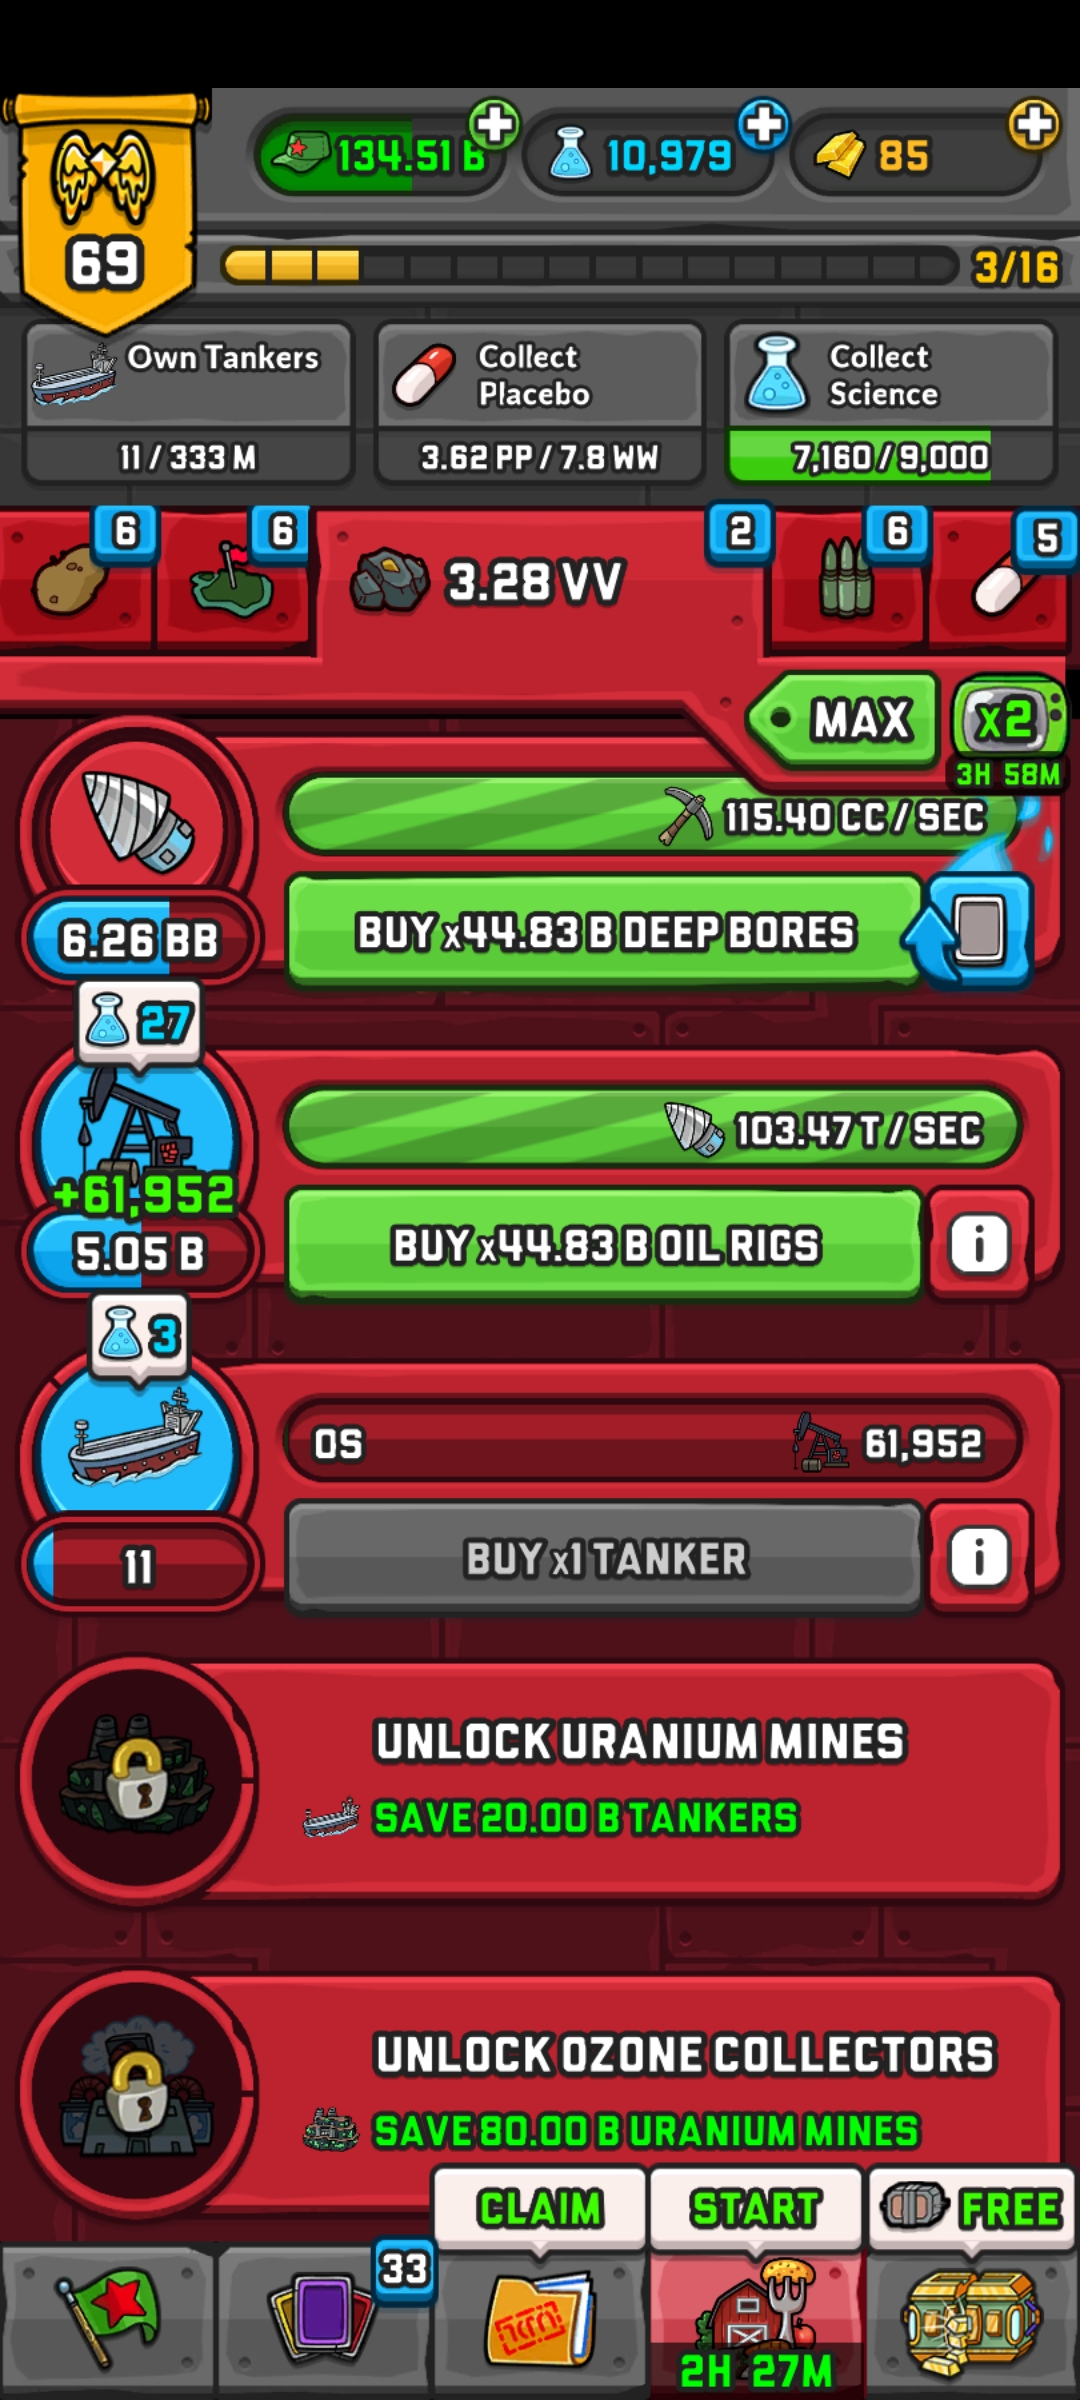 134.51 B
10,979
85
69
3/16
Own Tankers
11 / 333 M
Collect
Placebo
3.62 PP / 7.8 WW
Collect
Science
7,160 / 9,000
6
6
3.28 VV
2
6
5
MAX
x2
3H 58M
115.40 CC / SEC
6.26 BB
BUY x44.83 B DEEP BORES
27
103.47 T / SEC
+61,952
5.05 B
BUY x44.83 B OIL RIGS
i
3
0S
61,952
11
BUY x1 TANKER
i
UNLOCK URANIUM MINES
SAVE 20.00 B TANKERS
UNLOCK OZONE COLLECTORS
SAVE 80.00 B URANIUM MINES
CLAIM
START
FREE
33
2H 27M